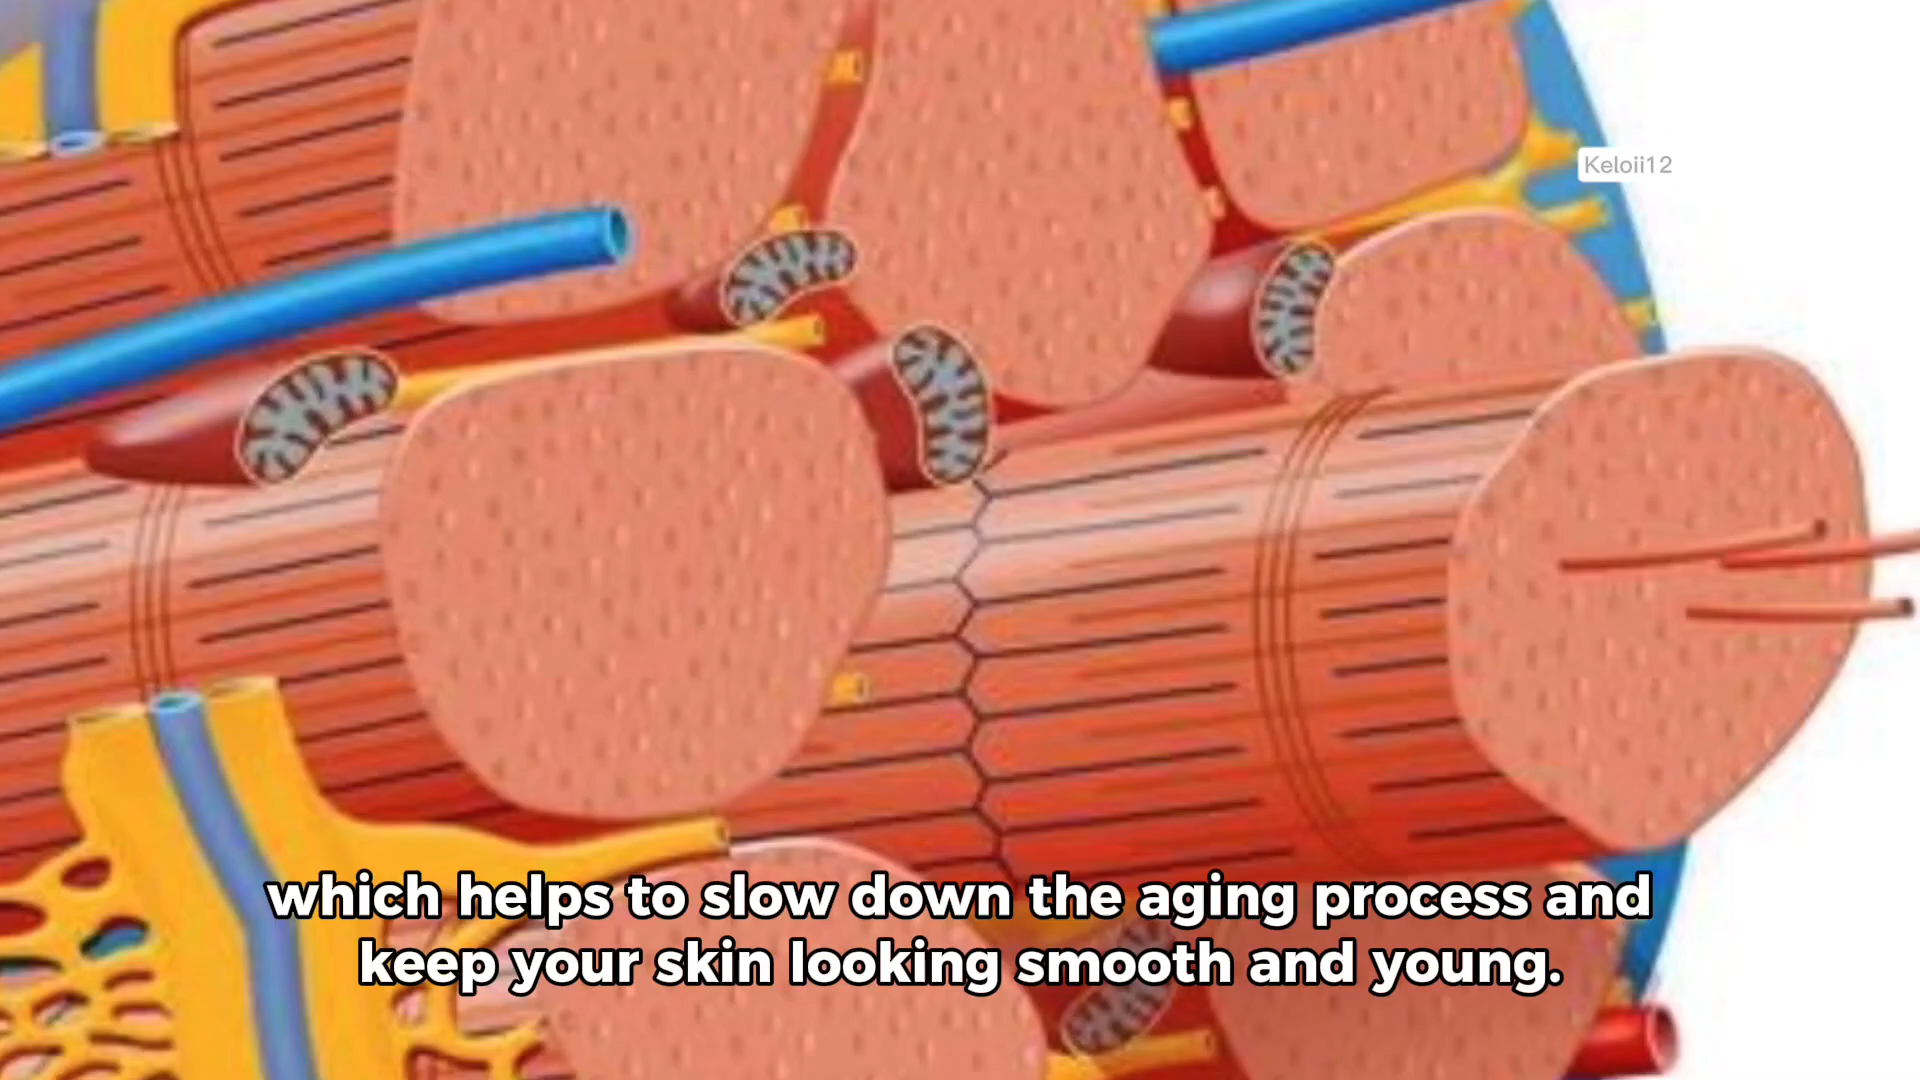 Keloii12
which helps to slow down the aging process and
keep your skin looking smooth and young.